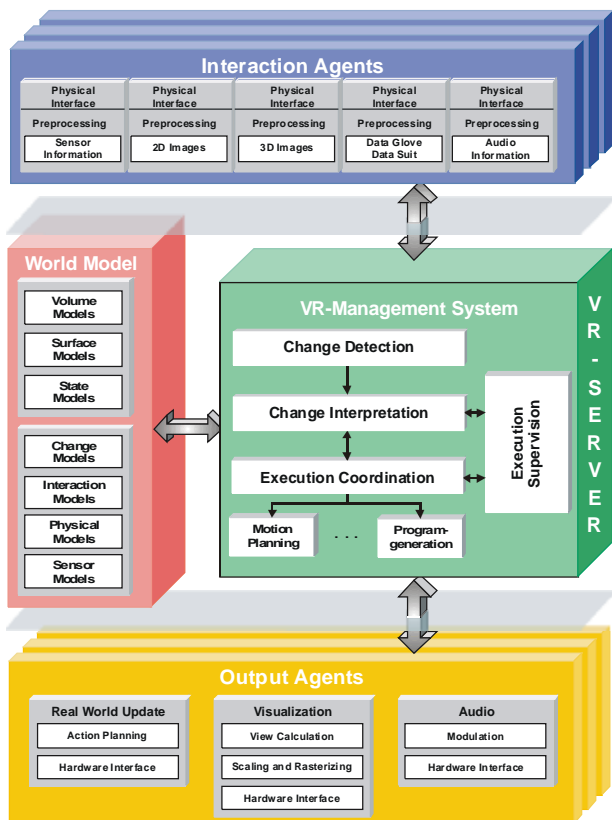 Interaction Agents
Physical
Interface
Preprocessing
Sensor
Information
Physical
Interface
Preprocessing
2D Images
Physical
Interface
Preprocessing
3D Images
Physical
Interface
Preprocessing
Data Glove
Data Suit
Physical
Interface
Preprocessing
Audio
Information
World Model
Volume
Models
Surface
Models
State
Models
Change
Models
Interaction
Models
Physical
Models
Sensor
Models
VR-Management System
Change Detection
Change Interpretation
Execution Coordination
Motion
Planning
. . .
Program-
generation
Execution
Supervision
VR-SERVER
Output Agents
Real World Update
Action Planning
Hardware Interface
Visualization
View Calculation
Scaling and Rasterizing
Hardware Interface
Audio
Modulation
Hardware Interface